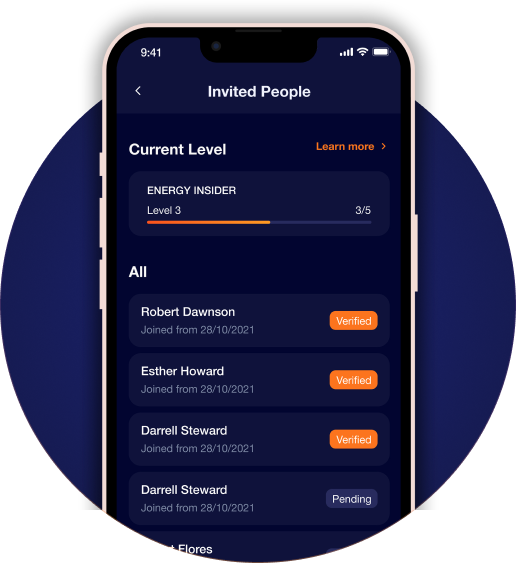 9:41
Invited People
Current Level
Learn more
ENERGY INSIDER
Level 3
3/5
All
Robert Dawnson
Verified
Joined from 28/10/2021
Esther Howard
Verified
Joined from 28/10/2021
Darrell Steward
Verified
Joined from 28/10/2021
Darrell Steward
Pending
Joined from 28/10/2021
Flores